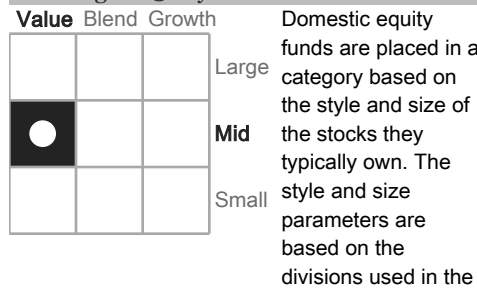 Value Blend Growth
Large
Mid
Small
Domestic equity
funds are placed in a
category based on
the style and size of
the stocks they
typically own. The
style and size
parameters are
based on the
divisions used in the